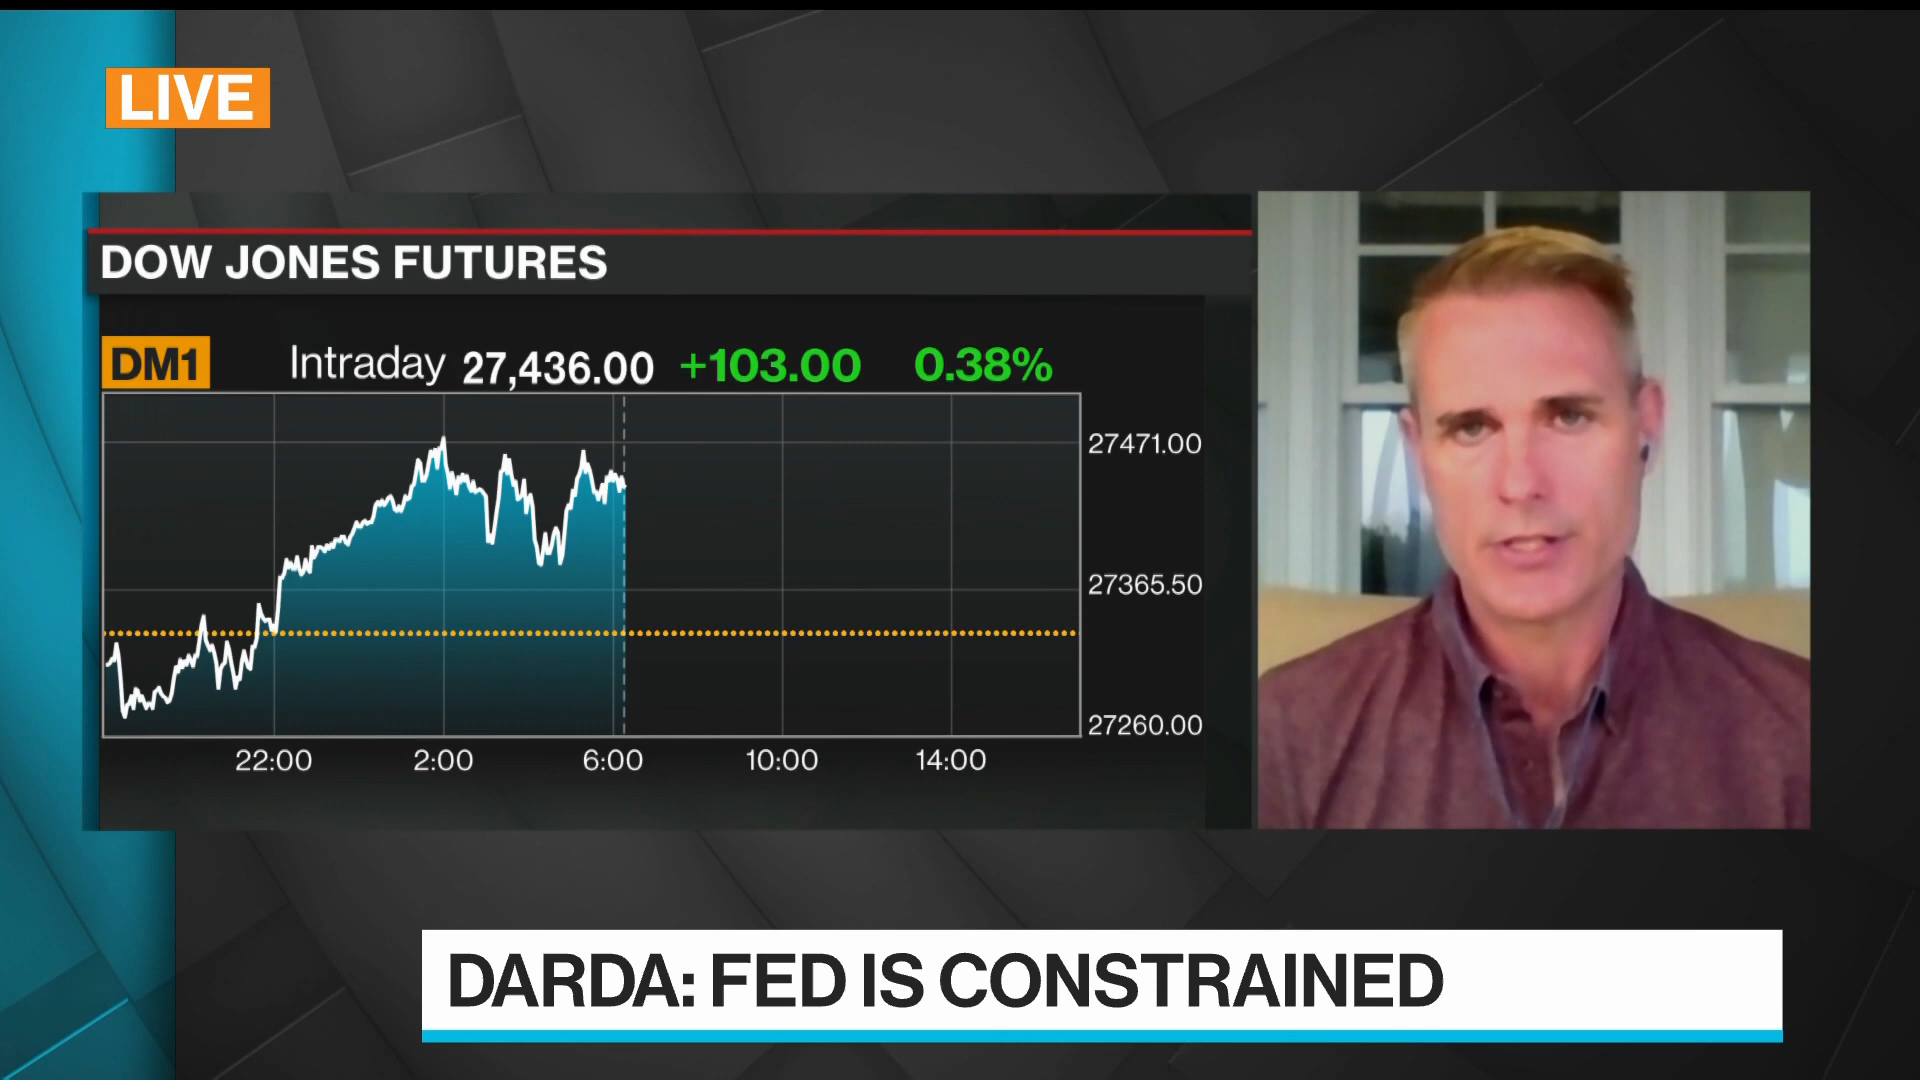 LIVE
DOW JONES FUTURES
DM1 Intraday 27,436.00 +103.00 0.38%
27471.00
27365.50
27260.00
22:00 2:00 6:00 10:00 14:00
DARDA: FED IS CONSTRAINED